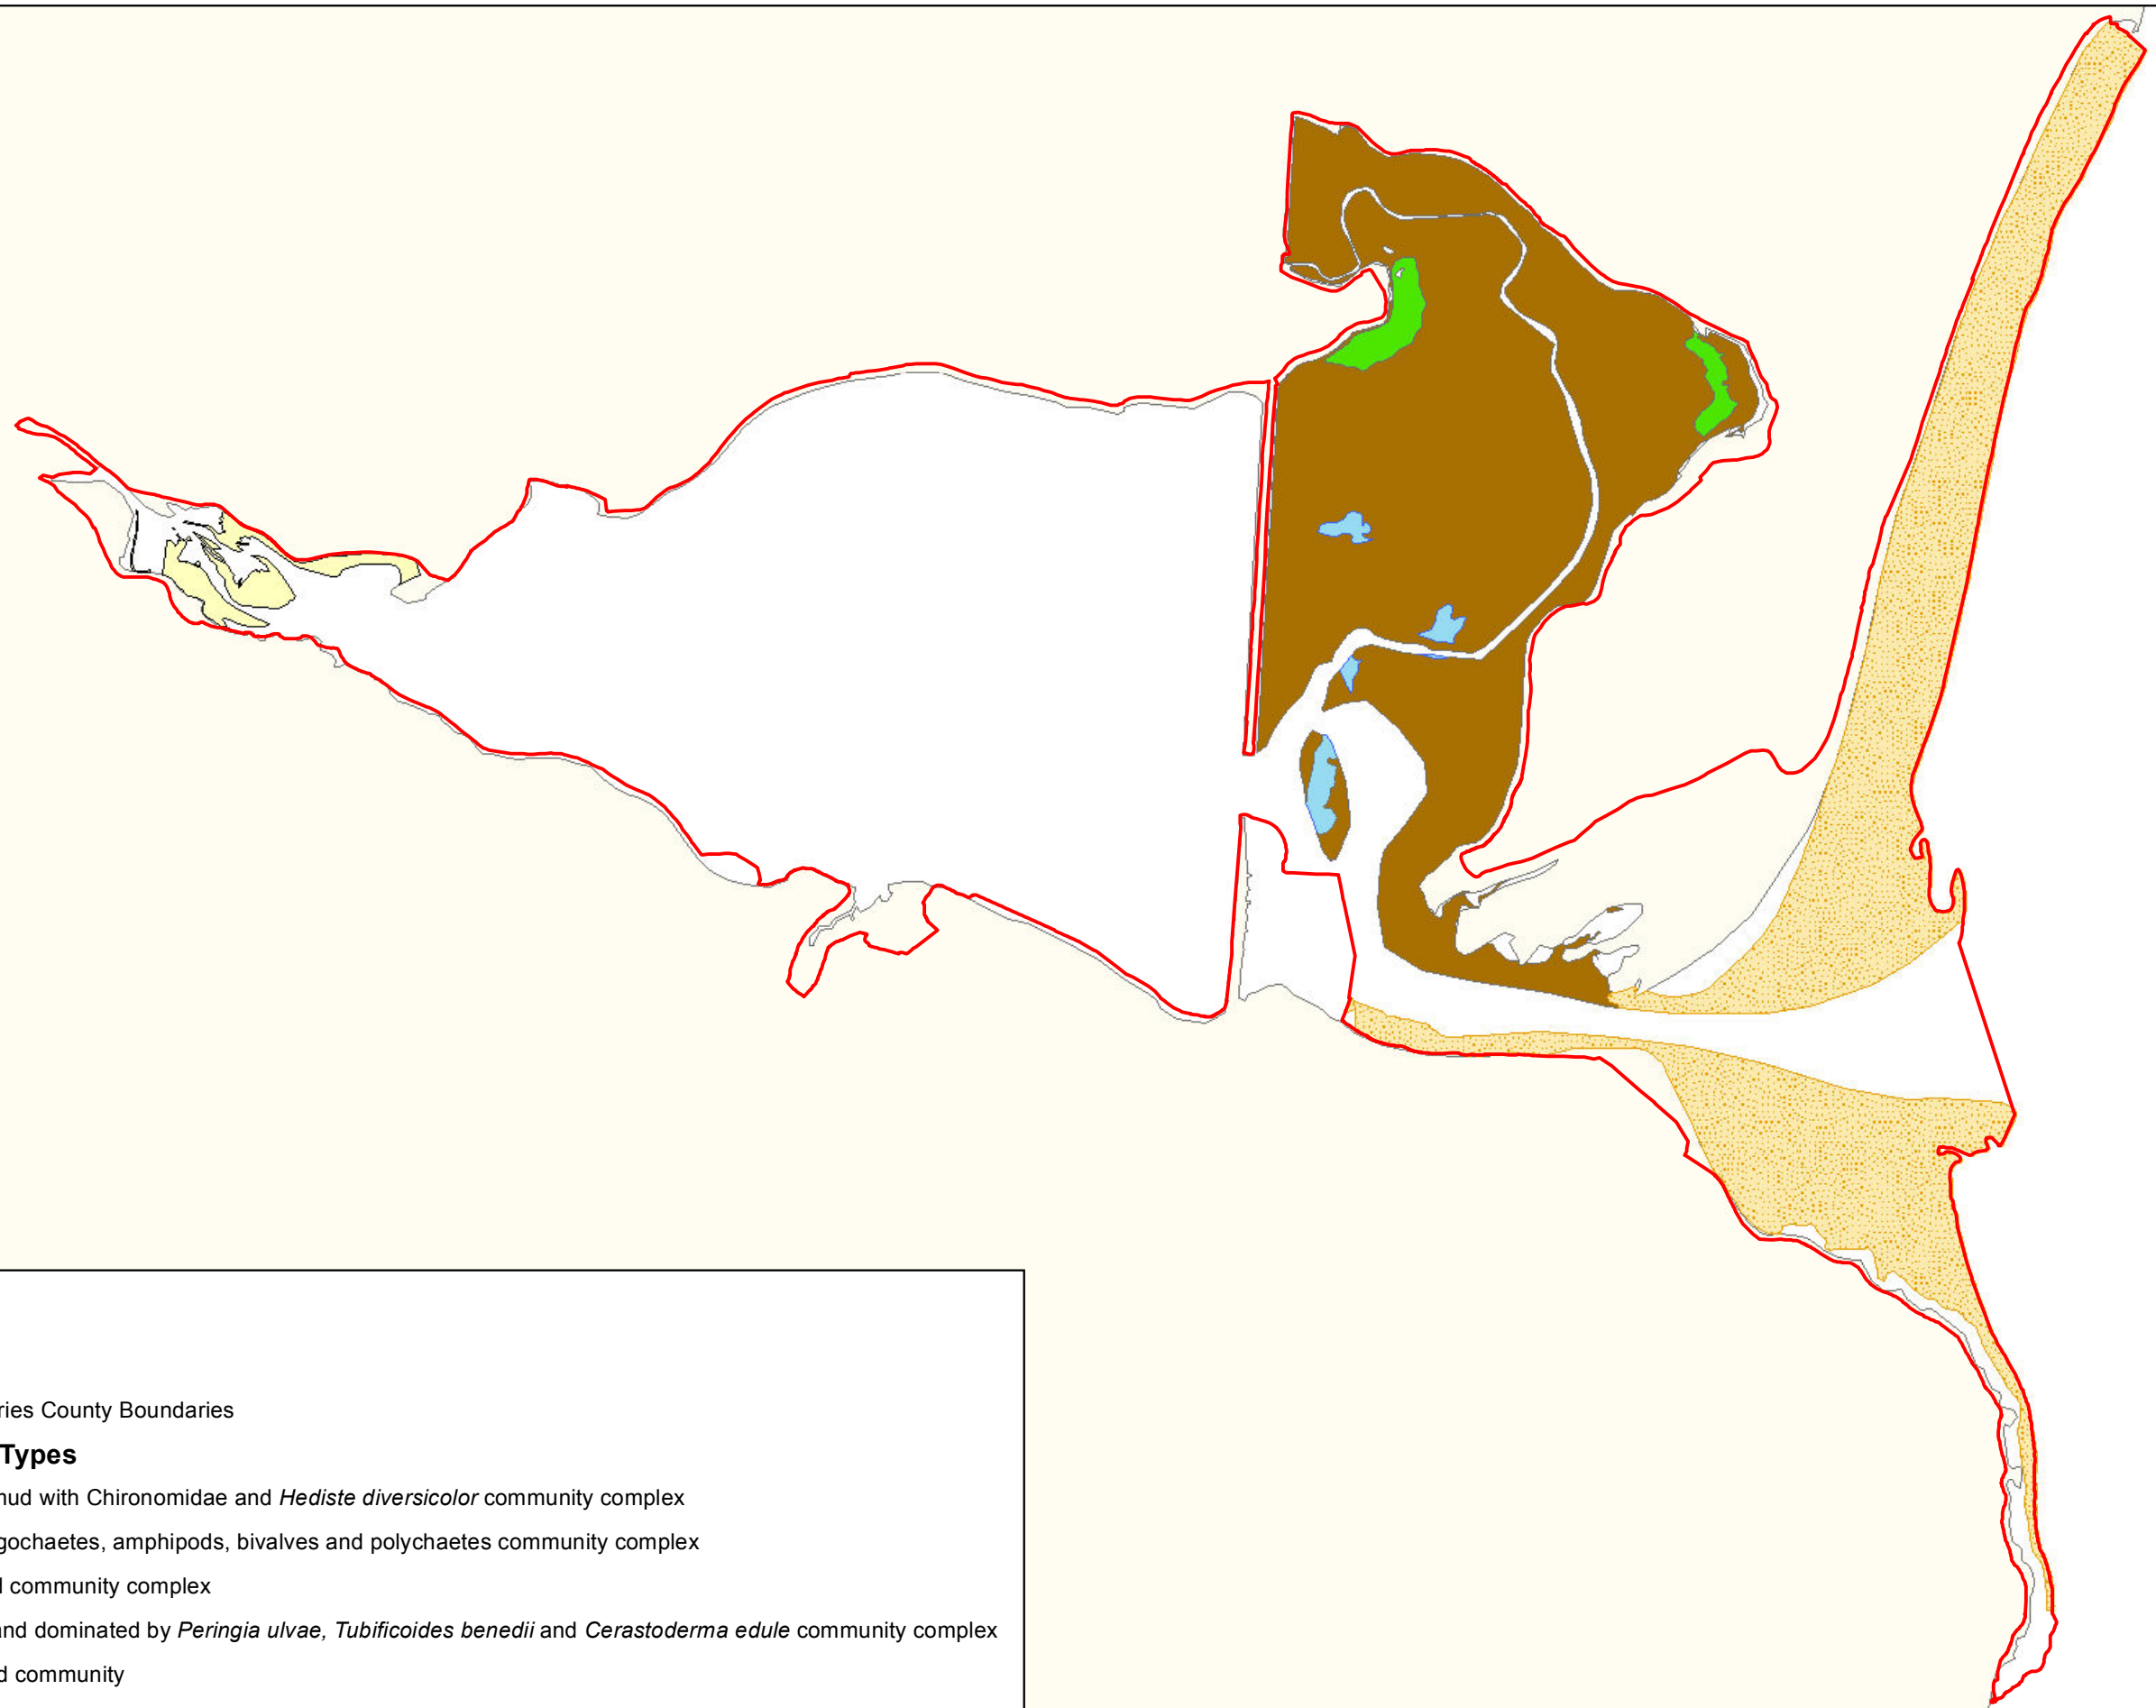 ries County Boundaries
Types
nud with Chironomidae and Hediste diversicolor community complex
gochaetes, amphipods, bivalves and polychaetes community complex
community complex
and dominated by Peringia ulvae, Tubificoides benedii and Cerastoderma edule community complex
d community